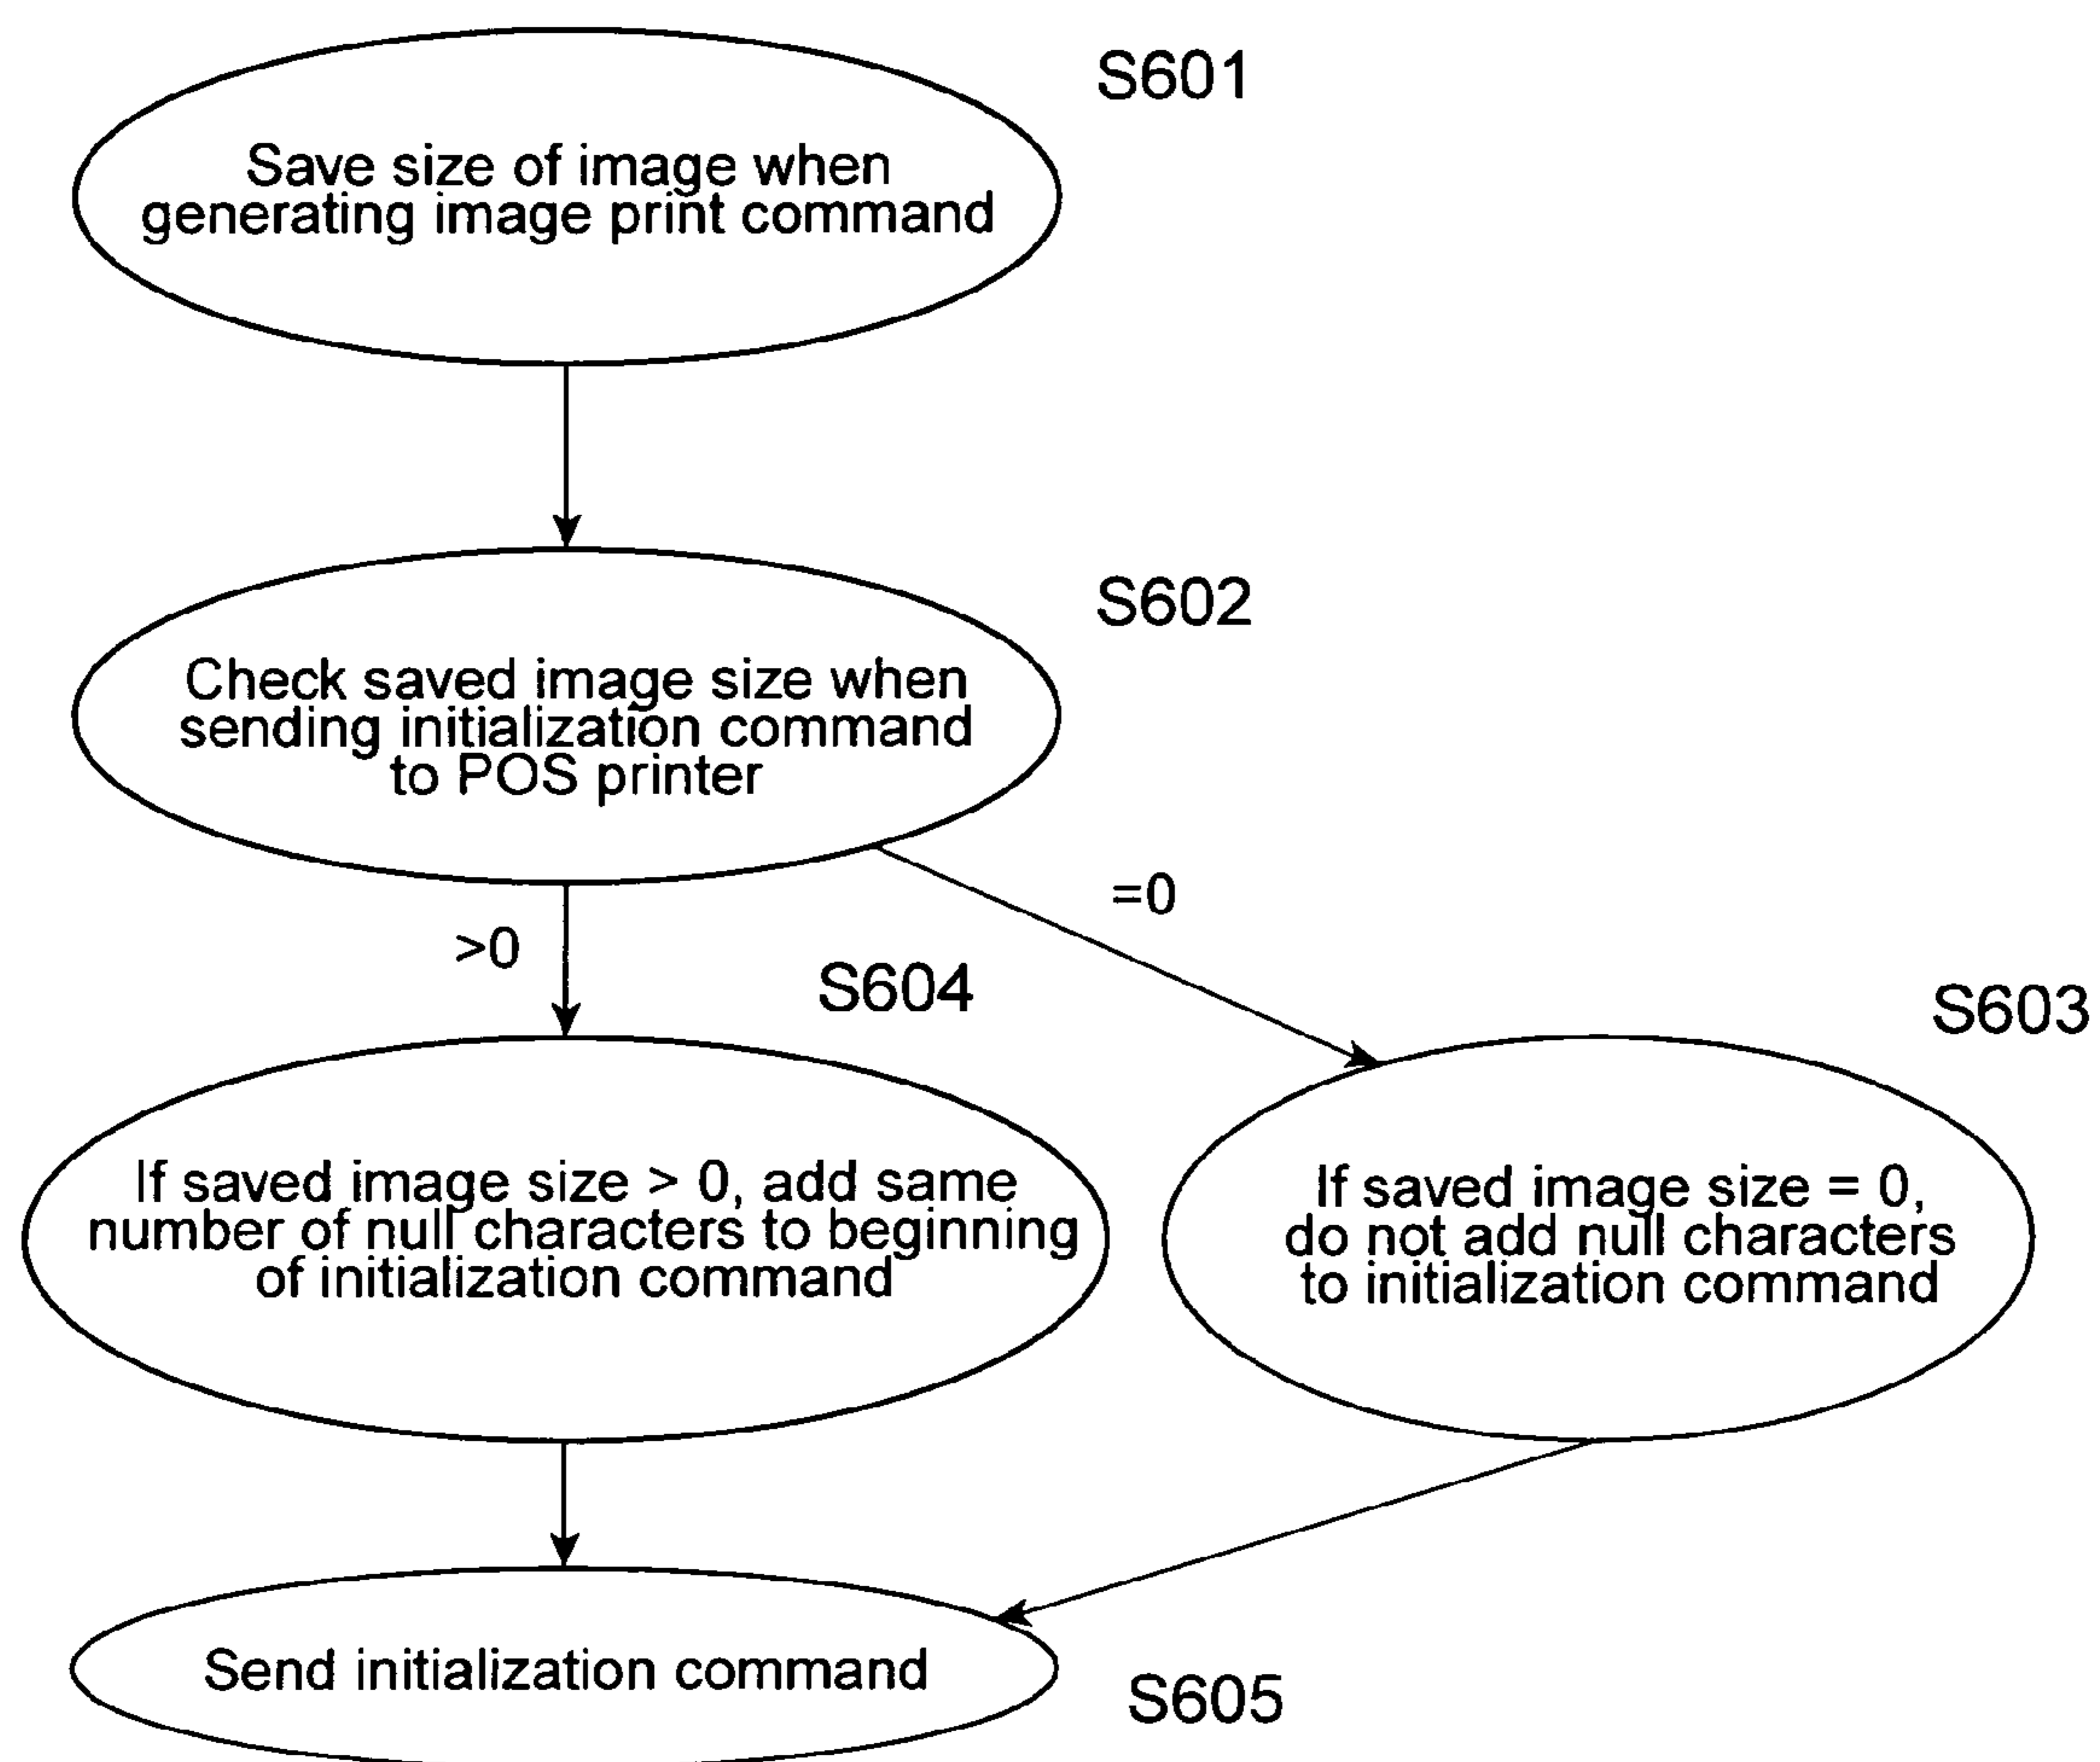 S601
Save size of image when
generating image print command
S602
Check saved image size when
sending initialization command
to POS printer
=0
>0
S604
S603
If saved image size > 0, add same
number of null characters to beginning
of initialization command
If saved image size = 0,
do not add null characters
to initialization command
Send initialization command
S605